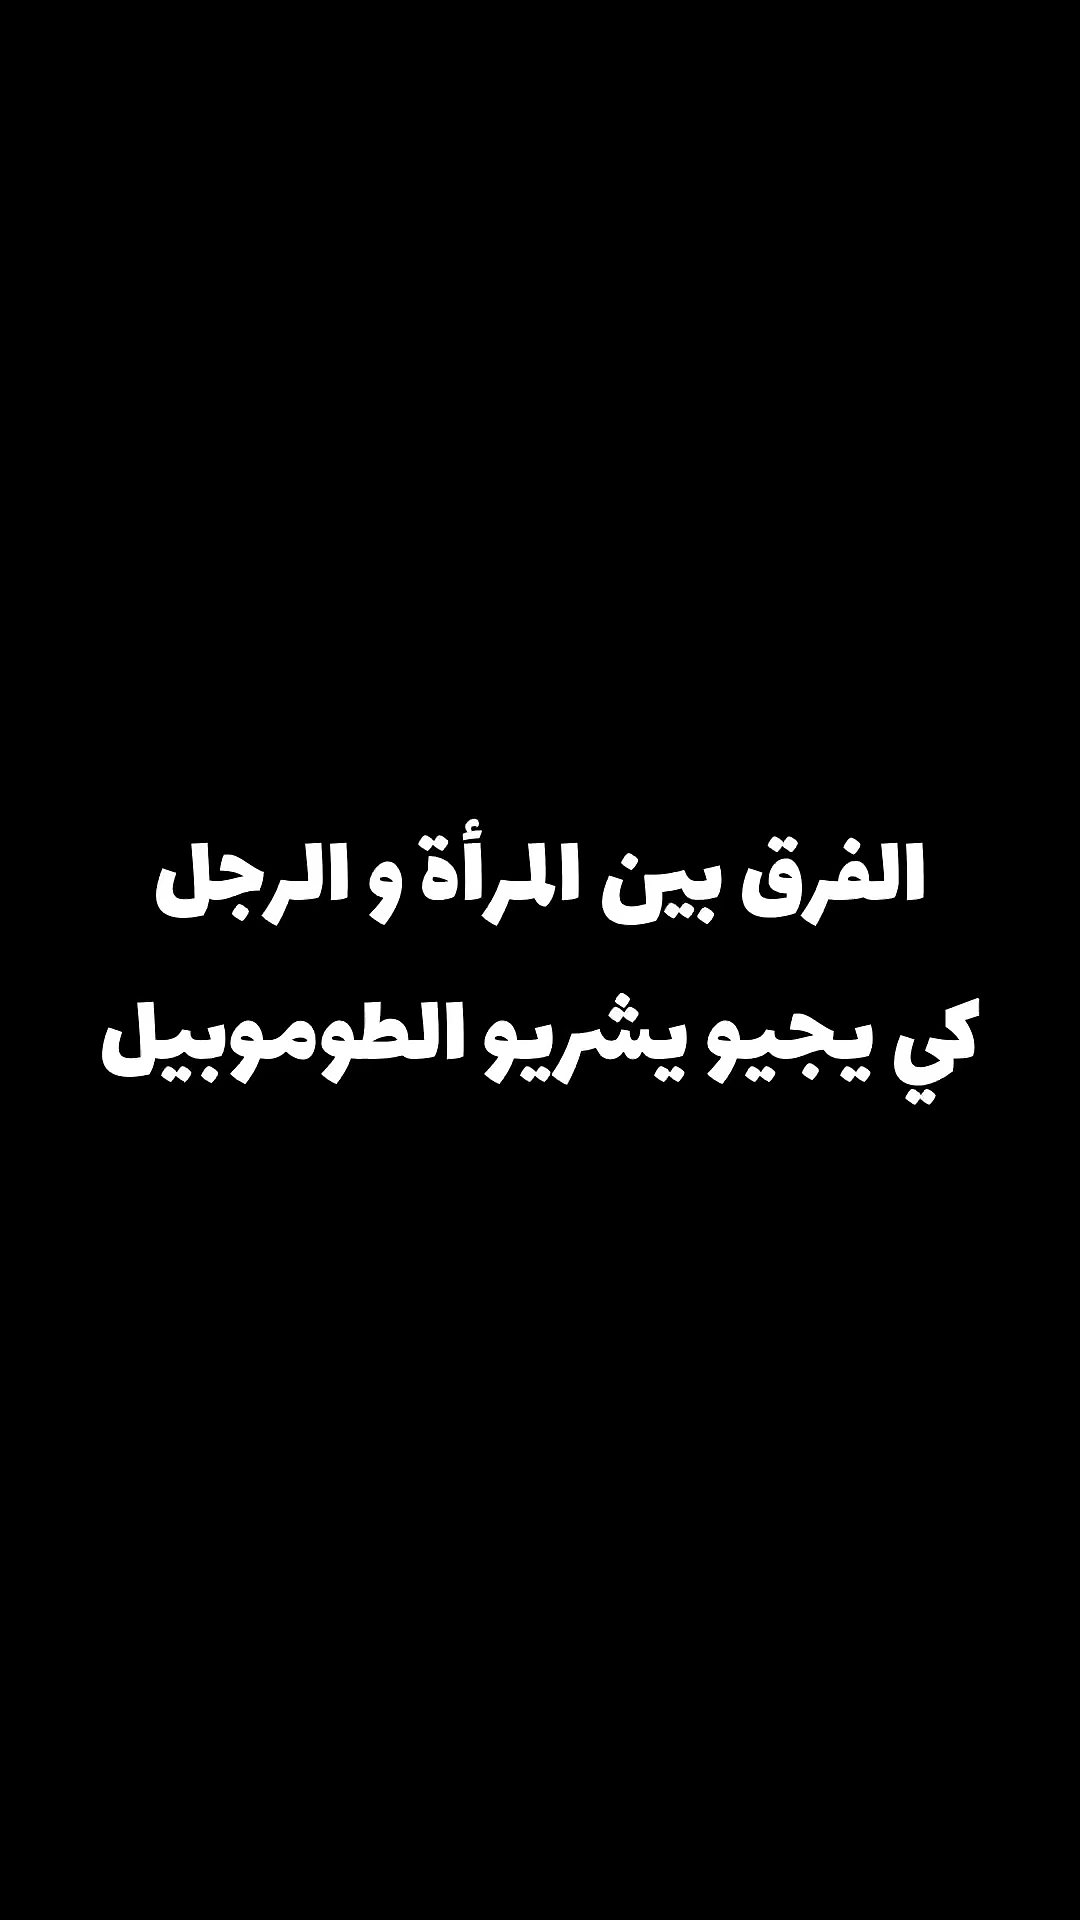 الفرق بين المرأة و الرجل
كي يجيو يشريو الطوموبيل